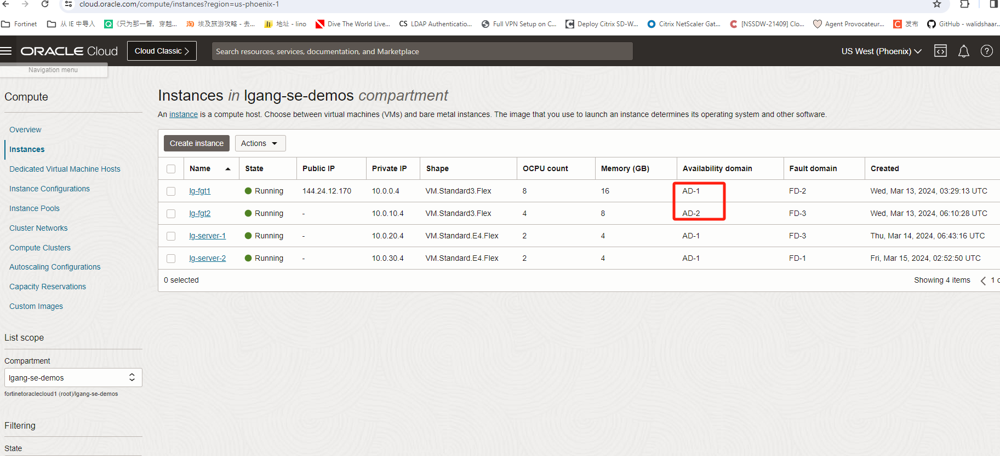 cloud.oracle.com/compute/instances?region=us-phoenix-1
Fortinet 从 IE 中导入 《只为那一瞥，穿越... 埃及旅游攻略 - 去... 地址 - lino Dive The World Live... CS LDAP Authenticatio... Full VPN Setup on C... Deploy Citrix SD-W... Citrix NetScaler Gat... [NSSDW-21409] Clo... Agent Provocateur... 发布 GitHub - walidshaar...
ORACLE Cloud Cloud Classic Search resources, services, documentation, and Marketplace US West (Phoenix)
Navigation menu
Compute
Overview
Instances
Dedicated Virtual Machine Hosts
Instance Configurations
Instance Pools
Cluster Networks
Compute Clusters
Autoscaling Configurations
Capacity Reservations
Custom Images
List scope
Compartment
lgang-se-demos
fortinetoraclecloud1 (root)/lgang-se-demos
Filtering
State
Instances in lgang-se-demos compartment
An instance is a compute host. Choose between virtual machines (VMs) and bare metal instances. The image that you use to launch an instance determines its operating system and other software.
Create instance Actions
Name State Public IP Private IP Shape OCPU count Memory (GB) Availability domain Fault domain Created
lg-fgt1 Running 144.24.12.170 10.0.0.4 VM.Standard3.Flex 8 16 AD-1 FD-2 Wed, Mar 13, 2024, 03:29:13 UTC
lg-fgt2 Running - 10.0.10.4 VM.Standard3.Flex 4 8 AD-2 FD-3 Wed, Mar 13, 2024, 06:10:28 UTC
lg-server-1 Running - 10.0.20.4 VM.Standard.E4.Flex 2 4 AD-1 FD-3 Thu, Mar 14, 2024, 06:43:16 UTC
lg-server-2 Running - 10.0.30.4 VM.Standard.E4.Flex 2 4 AD-1 FD-1 Fri, Mar 15, 2024, 02:52:50 UTC
0 selected Showing 4 items 1